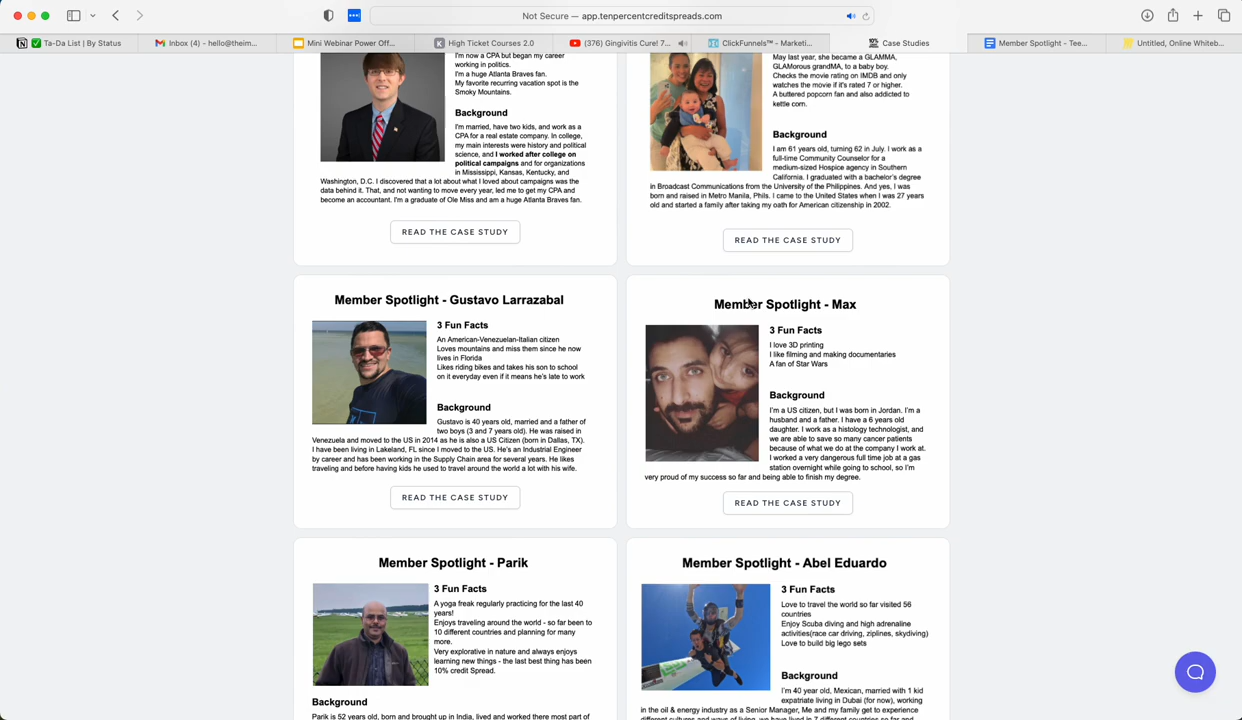 Not Secure — app.tenpercentcreditspreads.com
✅ Ta-Da List | By Status
Inbox (4) - hello@theim...
Mini Webinar Power Off...
High Ticket Courses 2.0
(376) Gingivitis Cure! 7...
ClickFunnels™ - Marketi...
Case Studies
Member Spotlight - Tee...
Untitled, Online Whiteb...
I'm now a CPA but began my career
working in politics.
I'm a huge Atlanta Braves fan.
My favorite recurring vacation spot is the
Smoky Mountains.
Background
I'm married, have two kids, and work as a
CPA for a real estate company. In college,
my main interests were history and political
science, and I worked after college on
political campaigns and for organizations
in Mississippi, Kansas, Kentucky, and
Washington, D.C. I discovered that a lot about what I loved about campaigns was the
data behind it. That, and not wanting to move every year, led me to get my CPA and
become an accountant. I'm a graduate of Ole Miss and am a huge Atlanta Braves fan.
READ THE CASE STUDY
May last year, she became a GLAMMA,
GLAMorous grandMA, to a baby boy.
Checks the movie rating on IMDB and only
watches the movie if it's rated 7 or higher.
A buttered popcorn fan and also addicted to
kettle corn.
Background
I am 61 years old, turning 62 in July. I work as a
full-time Community Counselor for a
medium-sized Hospice agency in Southern
California. I graduated with a bachelor's degree
in Broadcast Communications from the University of the Philippines. And yes, I was
born and raised in Metro Manila, Phils. I came to the United States when I was 27 years
old and started a family after taking my oath for American citizenship in 2002.
READ THE CASE STUDY
Member Spotlight - Gustavo Larrazabal
3 Fun Facts
An American-Venezuelan-Italian citizen
Loves mountains and miss them since he now
lives in Florida
Likes riding bikes and takes his son to school
on it everyday even if it means he's late to work
Background
Gustavo is 40 years old, married and a father of
two boys (3 and 7 years old). He was raised in
Venezuela and moved to the US in 2014 as he is also a US Citizen (born in Dallas, TX).
I have been living in Lakeland, FL since I moved to the US. He's an Industrial Engineer
by career and has been working in the Supply Chain area for several years. He likes
traveling and before having kids he used to travel around the world a lot with his wife.
READ THE CASE STUDY
Member Spotlight - Max
3 Fun Facts
I love 3D printing
I like filming and making documentaries
A fan of Star Wars
Background
I'm a US citizen, but I was born in Jordan. I'm a
husband and a father. I have a 6 years old
daughter. I work as a histology technologist, and
we are able to save so many cancer patients
because of what we do at the company I work at.
I worked a very dangerous full time job at a gas
station overnight while going to school, so I'm
very proud of my success so far and being able to finish my degree.
READ THE CASE STUDY
Member Spotlight - Parik
3 Fun Facts
A yoga freak regularly practicing for the last 40
years!
Enjoys traveling around the world - so far been to
10 different countries and planning for many
more.
Very explorative in nature and always enjoys
learning new things - the last best thing has been
10% credit Spread.
Background
Parik is 52 years old, born and brought up in India, lived and worked there most part of
Member Spotlight - Abel Eduardo
3 Fun Facts
Love to travel the world so far visited 56
countries
Enjoy Scuba diving and high adrenaline
activities(race car driving, ziplines, skydiving)
Love to build big lego sets
Background
I'm 40 year old, Mexican, married with 1 kid
expatriate living in Dubai (for now), working
in the oil & energy industry as a Senior Manager, Me and my family get to experience
different cultures and ways of living, we have lived in 7 different countries so far and